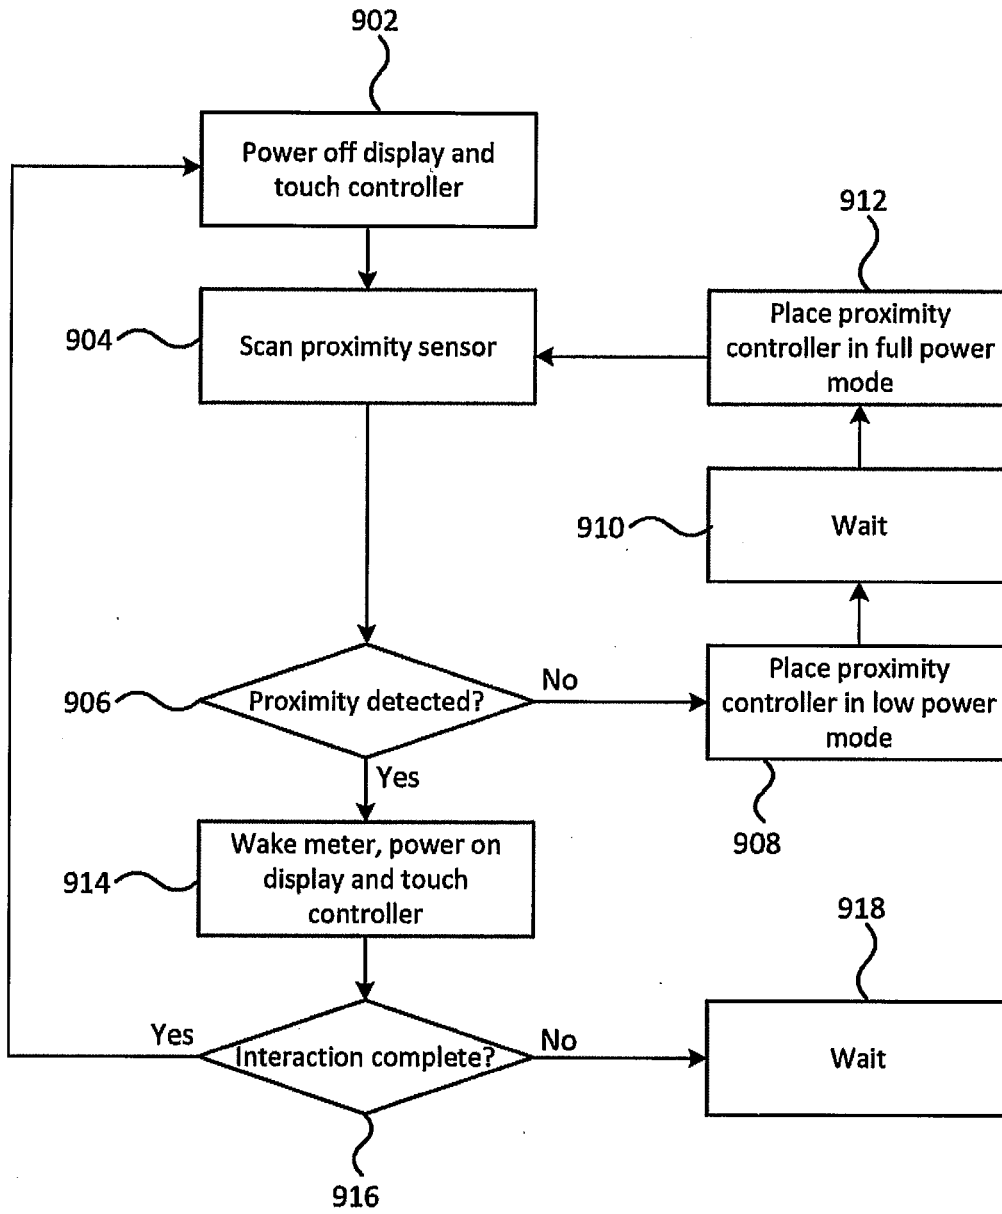 902
Power off display and
touch controller
912
Place proximity
controller in full power
mode
904
Scan proximity sensor
910
Wait
906
Proximity detected?
No
Place proximity
controller in low power
mode
Yes
908
914
Wake meter, power on
display and touch
controller
918
Yes
Interaction complete?
No
Wait
916